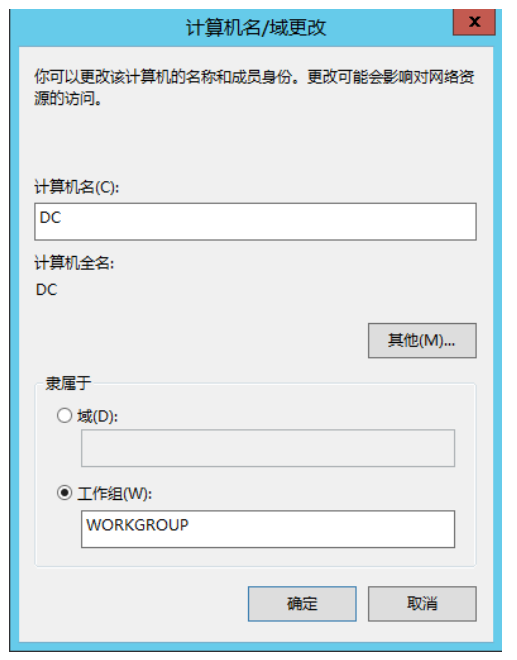 计算机名/域更改
x
你可以更改该计算机的名称和成员身份。更改可能会影响对网络资
源的访问。
计算机名(C):
DC
计算机全名:
DC
其他(M)...
隶属于
域(D):
工作组(W):
WORKGROUP
确定
取消